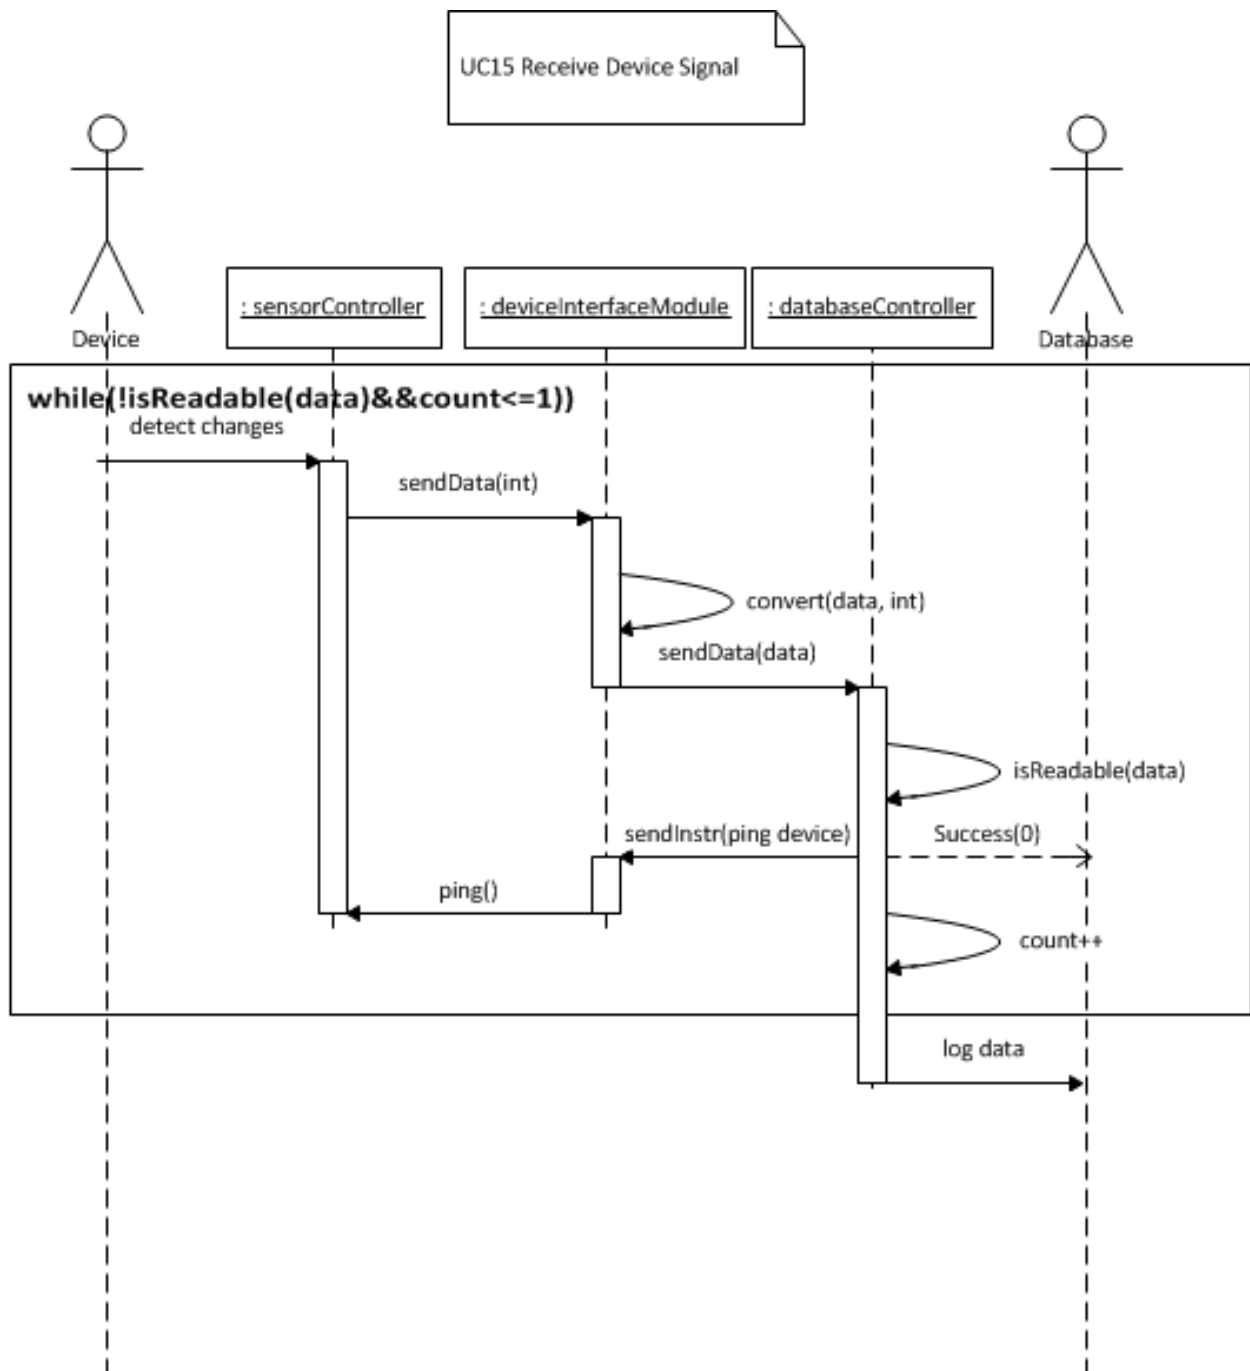 UC15 Receive Device Signal
: sensorController
: deviceInterfaceModule
: databaseController
Device
Database
while(!isReadable(data)&&count<=1))
detect changes
sendData(int)
convert(data, int)
sendData(data)
isReadable(data)
sendInstr(ping device)
Success(0)
ping()
count++
log data